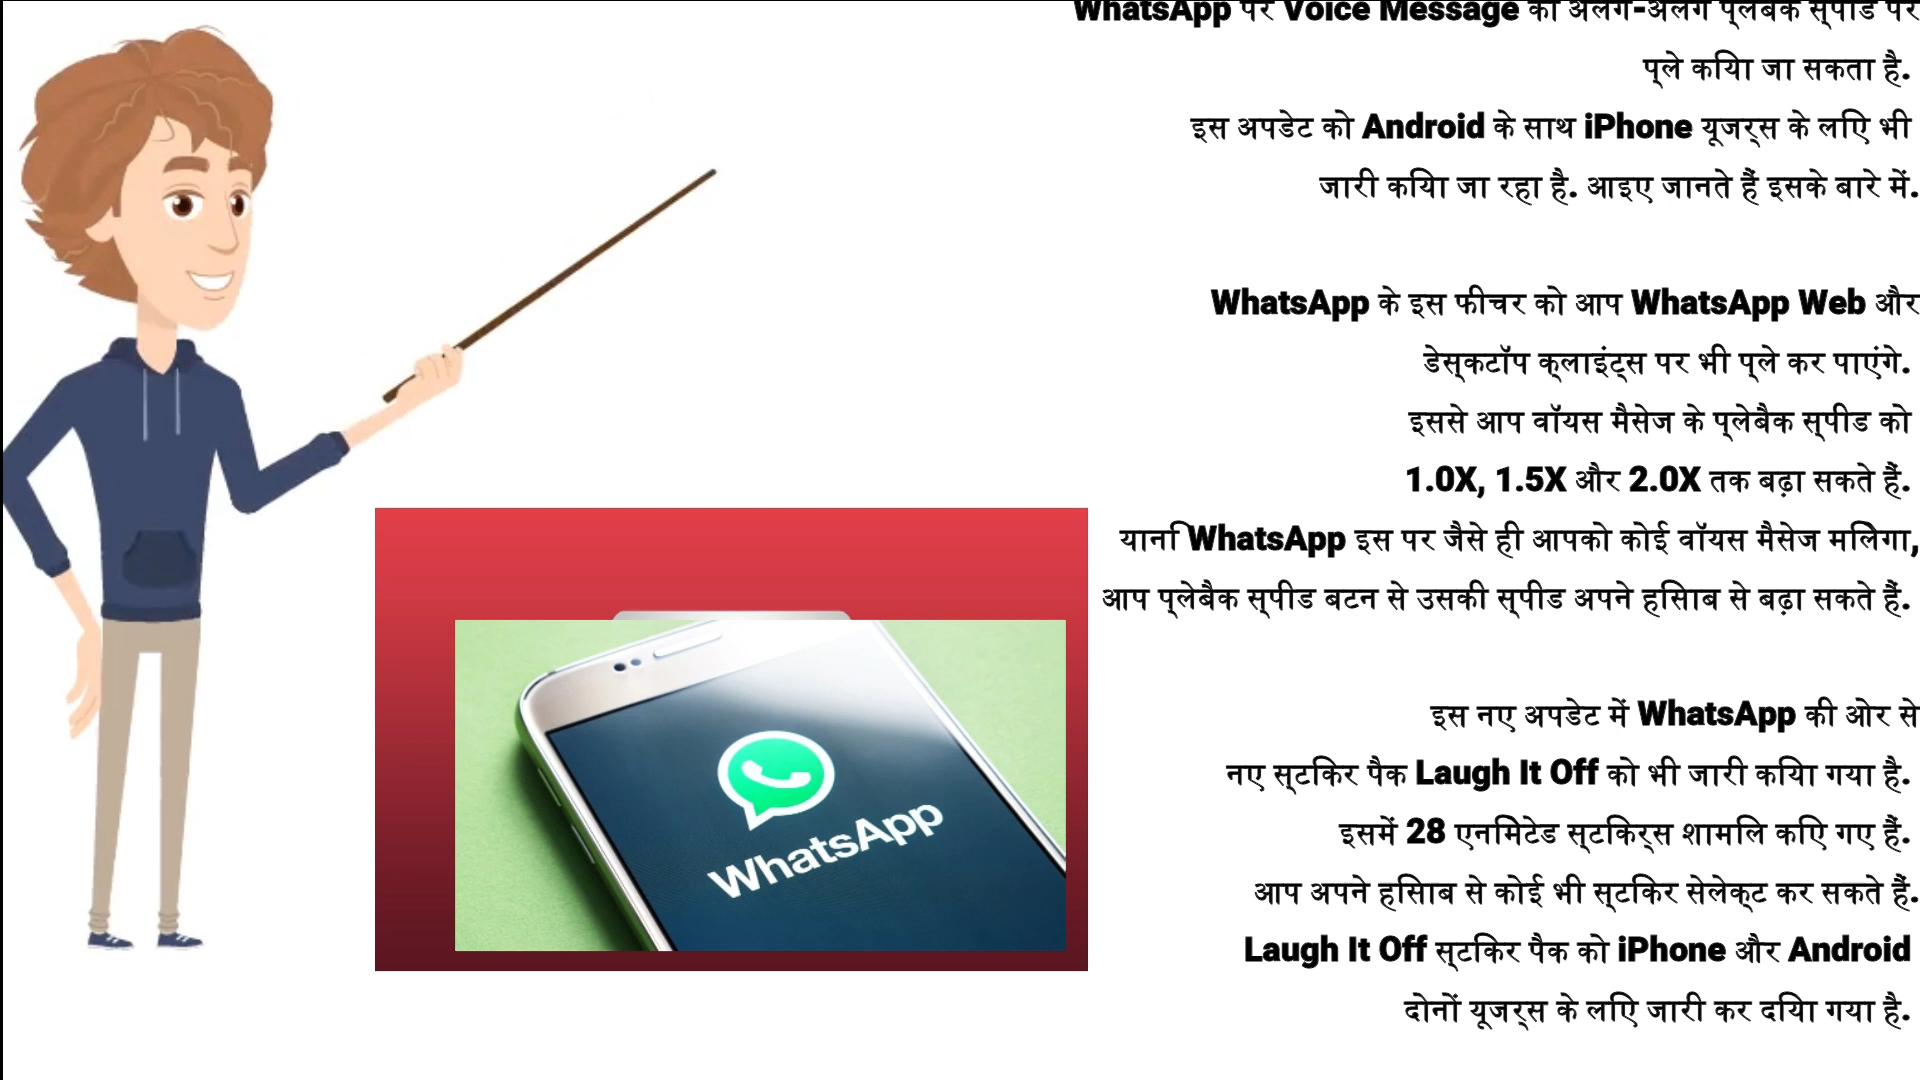 WhatsApp पर Voice Message को अलग-अलग प्लेबैक स्पीड पर
प्ले किया जा सकता है.
इस अपडेट को Android के साथ iPhone यूजर्स के लिए भी
जारी किया जा रहा है. आइए जानते हैं इसके बारे में.
WhatsApp के इस फीचर को आप WhatsApp Web और
डेस्कटॉप क्लाइंट्स पर भी प्ले कर पाएंगे.
इससे आप वॉयस मैसेज के प्लेबैक स्पीड को
1.0X, 1.5X और 2.0X तक बढ़ा सकते हैं.
यानि WhatsApp इस पर जैसे ही आपको कोई वॉयस मैसेज मिलेगा,
आप प्लेबैक स्पीड बटन से उसकी स्पीड अपने हिसाब से बढ़ा सकते हैं.
इस नए अपडेट में WhatsApp की ओर से
नए स्टिकर पैक Laugh It Off को भी जारी किया गया है.
इसमें 28 एनिमेटेड स्टिकर्स शामिल किए गए हैं.
आप अपने हिसाब से कोई भी स्टिकर सेलेक्ट कर सकते हैं.
Laugh It Off स्टिकर पैक को iPhone और Android
दोनों यूजर्स के लिए जारी कर दिया गया है.
WhatsApp